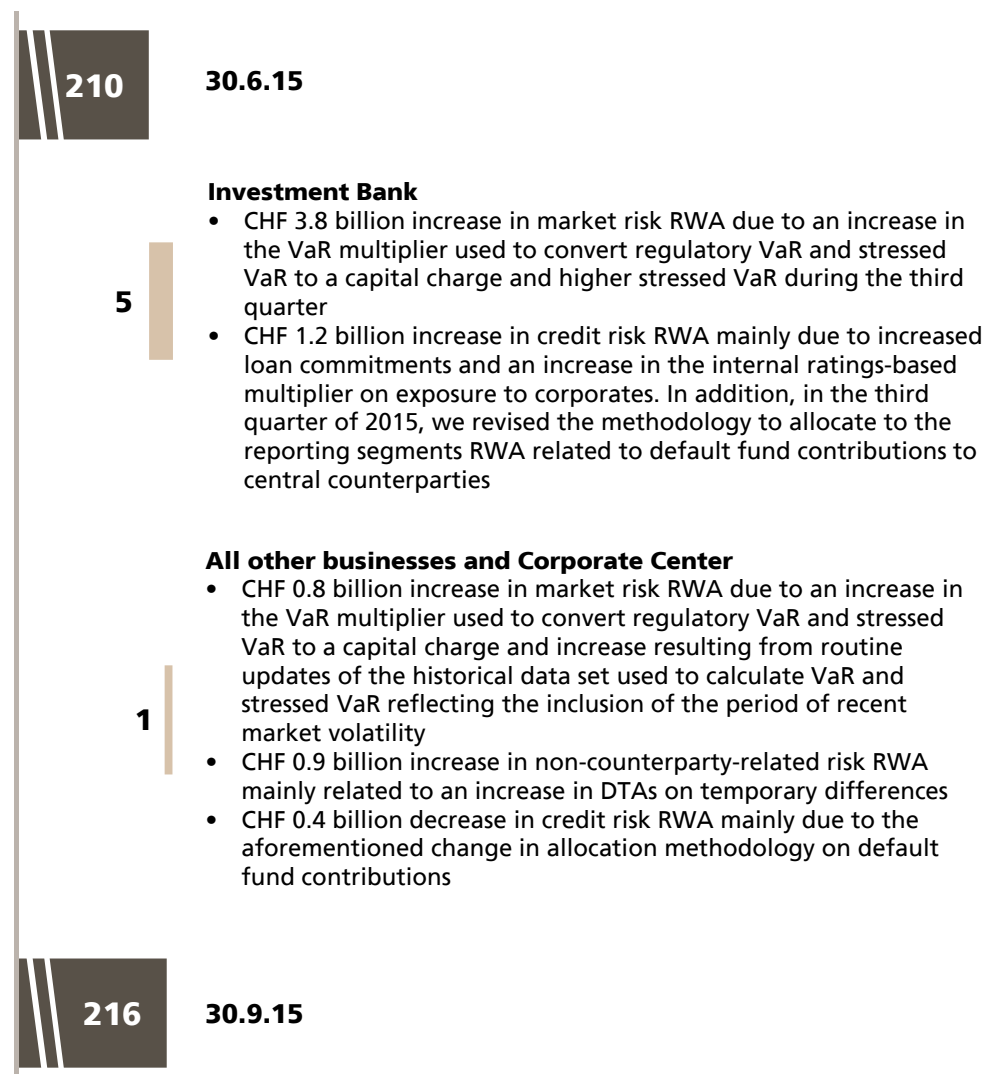 210
30.6.15
Investment Bank
• CHF 3.8 billion increase in market risk RWA due to an increase in
the VaR multiplier used to convert regulatory VaR and stressed
VaR to a capital charge and higher stressed VaR during the third
quarter
5
• CHF 1.2 billion increase in credit risk RWA mainly due to increased
loan commitments and an increase in the internal ratings-based
multiplier on exposure to corporates. In addition, in the third
quarter of 2015, we revised the methodology to allocate to the
reporting segments RWA related to default fund contributions to
central counterparties
All other businesses and Corporate Center
• CHF 0.8 billion increase in market risk RWA due to an increase in
the VaR multiplier used to convert regulatory VaR and stressed
VaR to a capital charge and increase resulting from routine
updates of the historical data set used to calculate VaR and
stressed VaR reflecting the inclusion of the period of recent
market volatility
1
• CHF 0.9 billion increase in non-counterparty-related risk RWA
mainly related to an increase in DTAs on temporary differences
• CHF 0.4 billion decrease in credit risk RWA mainly due to the
aforementioned change in allocation methodology on default
fund contributions
216
30.9.15